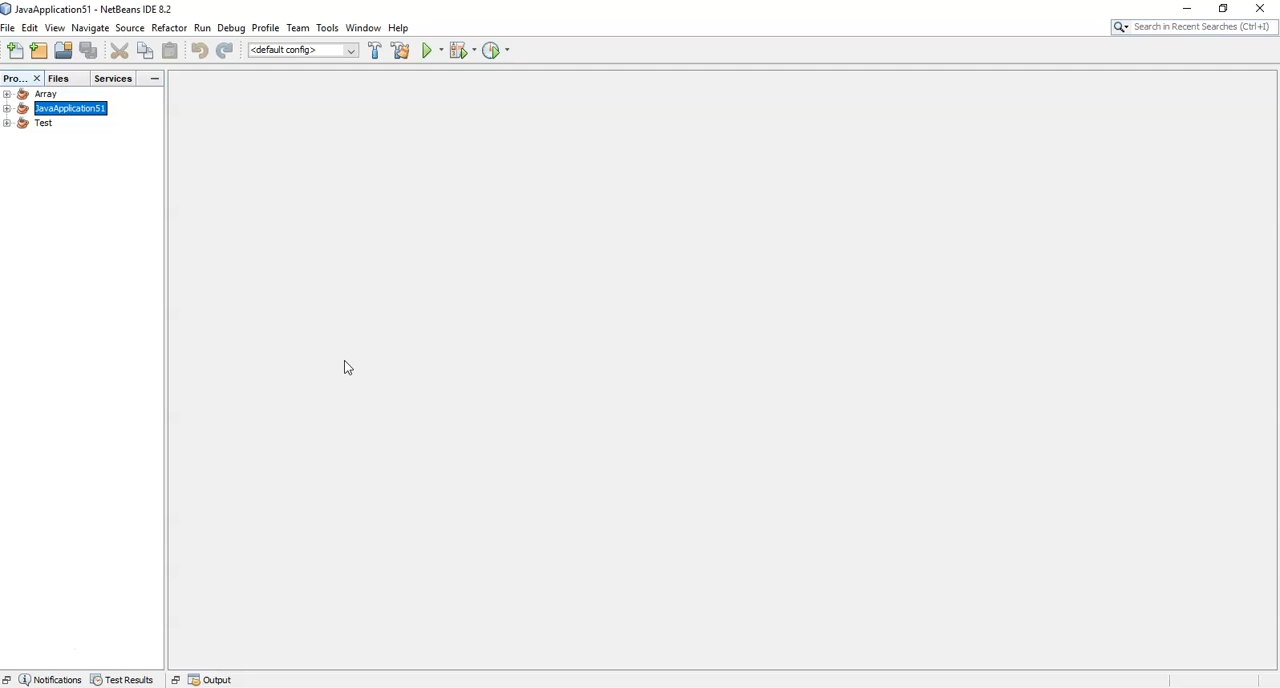 JavaApplication51 - NetBeans IDE 8.2
File Edit View Navigate Source Refactor Run Debug Profile Team Tools Window Help
Search in Recent Searches (Ctrl+I)
<default config>
Pro... Files Services
Array
JavaApplication51
Test
Notifications Test Results Output